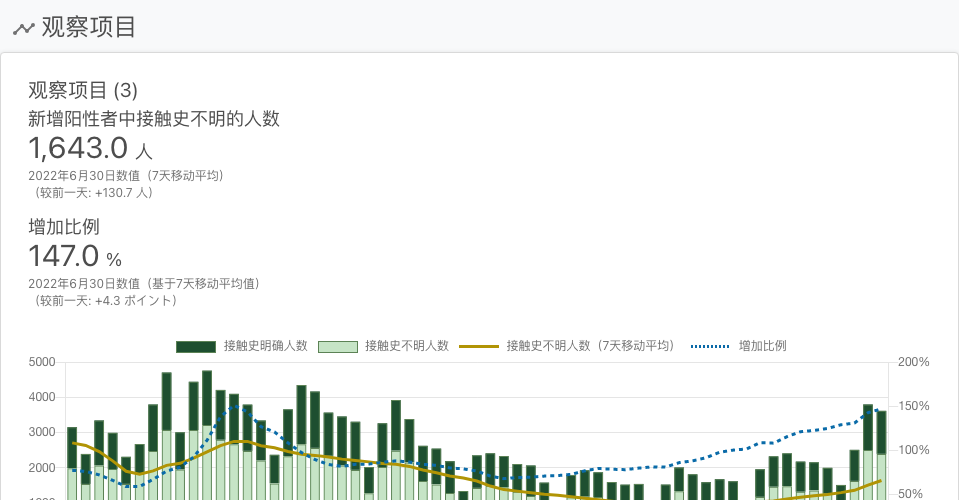 观察项目
观察项目 (3)
新增阳性者中接触史不明的人数
1,643.0 人
2022年6月30日数值（7天移动平均）
（较前一天: +130.7 人）
增加比例
147.0 %
2022年6月30日数值（基于7天移动平均值）
（较前一天: +4.3 ポイント）
接触史明确人数 接触史不明人数 接触史不明人数（7天移动平均） 增加比例
5000 200%
4000 150%
3000
2000 100%
50%